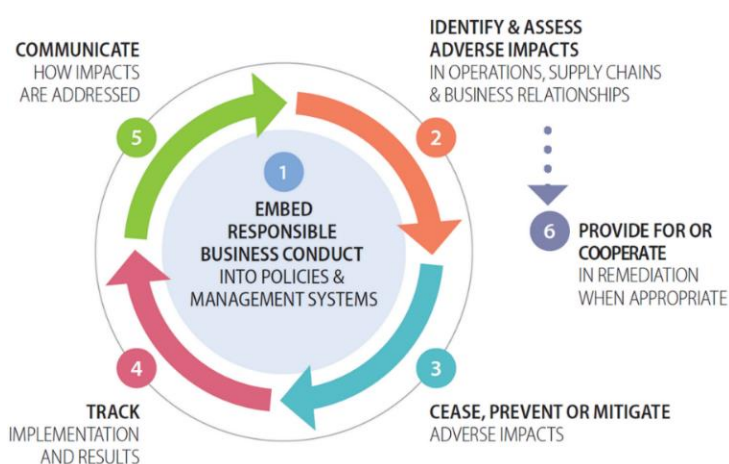 1
EMBED
RESPONSIBLE
BUSINESS CONDUCT
INTO POLICIES &
MANAGEMENT SYSTEMS
2
IDENTIFY & ASSESS
ADVERSE IMPACTS
IN OPERATIONS, SUPPLY CHAINS
& BUSINESS RELATIONSHIPS
3
CEASE, PREVENT OR MITIGATE
ADVERSE IMPACTS
4
TRACK
IMPLEMENTATION
AND RESULTS
5
COMMUNICATE
HOW IMPACTS
ARE ADDRESSED
6
PROVIDE FOR OR
COOPERATE
IN REMEDIATION
WHEN APPROPRIATE